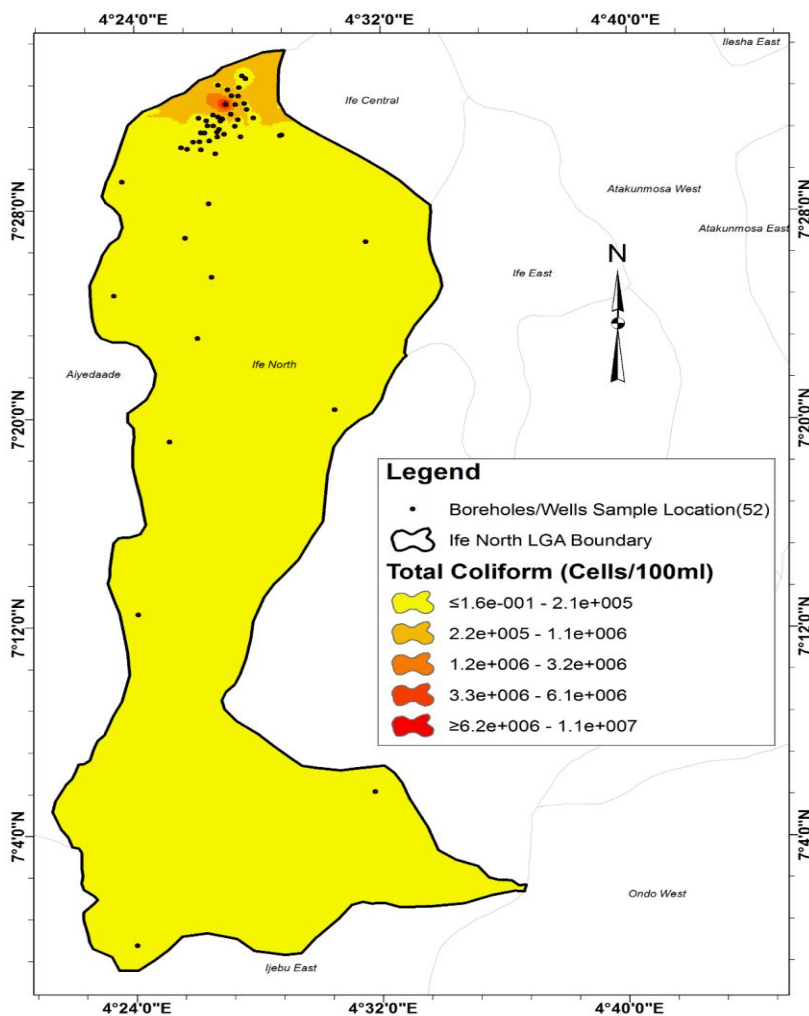 4°24'0"E 4°32'0"E 4°40'0"E
Ilesha East
Ife Central
Atakunmosa West
7°28'0"N 7°28'0"N
Atakunmosa East
N
Ife East
Aiyedaade
Ife North
7°20'0"N 7°20'0"N
Legend
Boreholes/Wells Sample Location(52)
Ife North LGA Boundary
Total Coliform (Cells/100ml)
≤1.6e-001 - 2.1e+005
7°12'0"N 7°12'0"N
2.2e+005 - 1.1e+006
1.2e+006 - 3.2e+006
3.3e+006 - 6.1e+006
≥6.2e+006 - 1.1e+007
7°4'0"N 7°4'0"N
Ondo West
Ijebu East
4°24'0"E 4°32'0"E 4°40'0"E